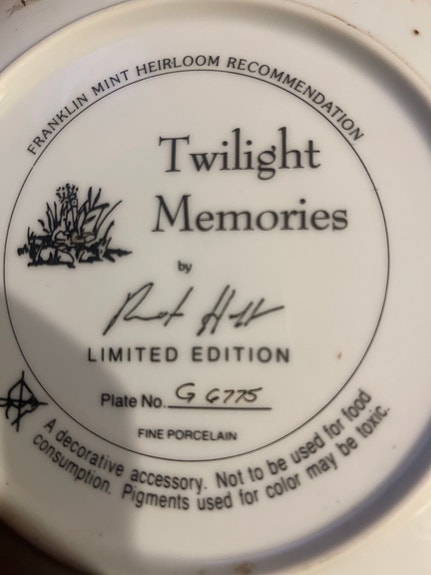 FRANKLIN MINT HEIRLOOM RECOMMENDATION
Twilight
Memories
by
LIMITED EDITION
Plate No. G 6775
FINE PORCELAIN
A decorative accessory. Not to be used for food
consumption. Pigments used for color may be toxic.